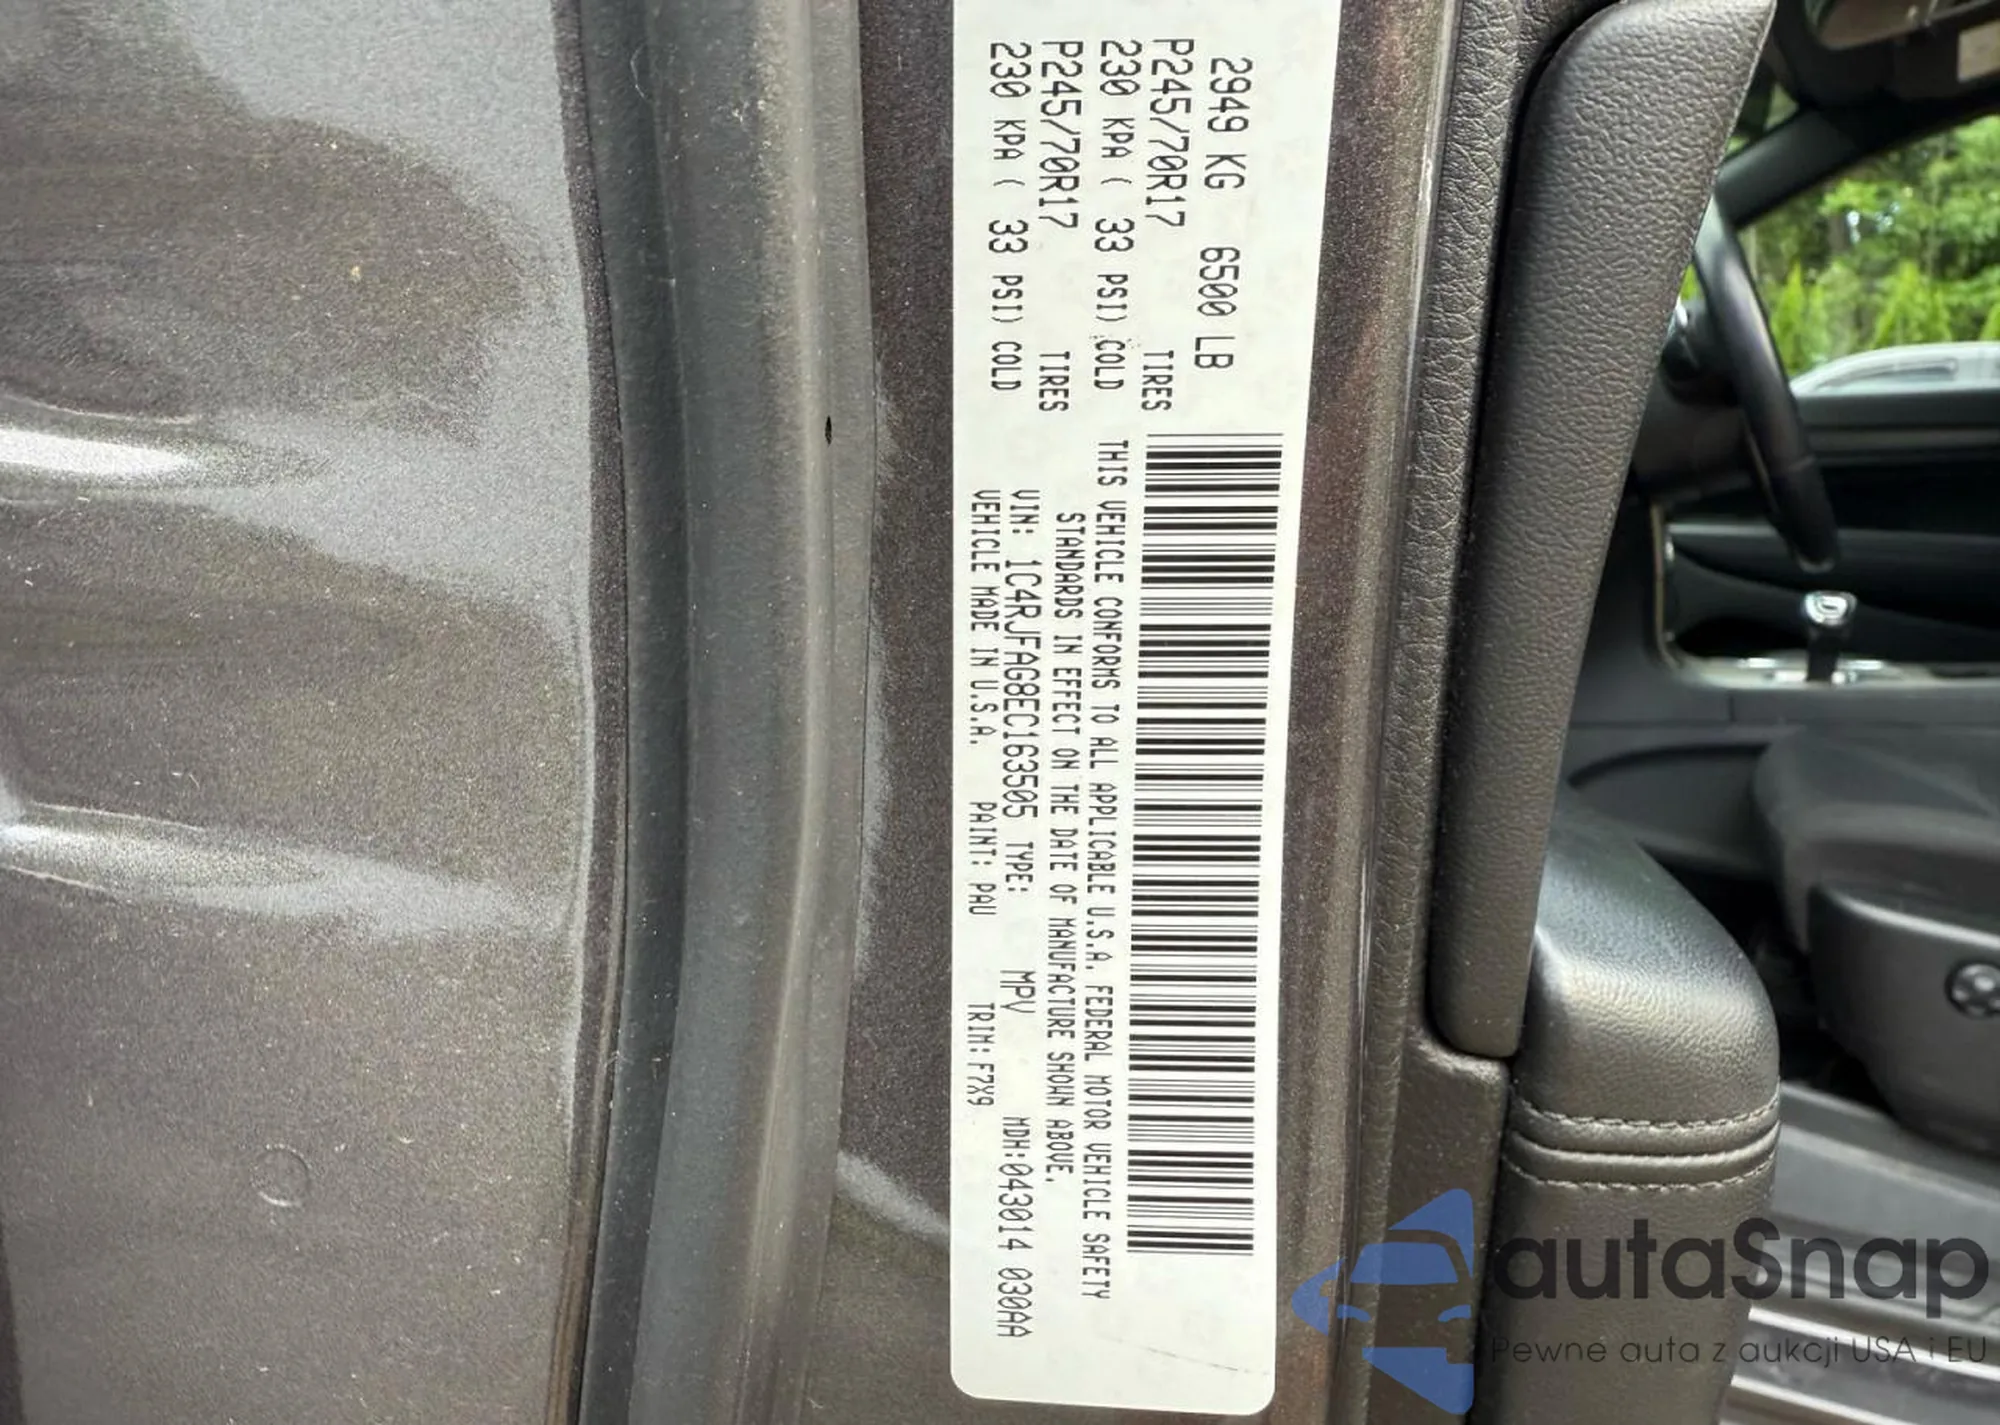 2949 KG 6500 LB
P245/70R17 TIRES
230 KPA ( 33 PSI) COLD
P245/70R17 TIRES
230 KPA ( 33 PSI) COLD
THIS VEHICLE CONFORMS TO ALL APPLICABLE U.S.A. FEDERAL MOTOR VEHICLE SAFETY
STANDARDS IN EFFECT ON THE DATE OF MANUFACTURE SHOWN ABOVE.
VIN: 1C4RJFAG8EC163505 TYPE: MPV MDH:043014 030AA
VEHICLE MADE IN U.S.A. PAINT: PAU TRIM: F7X9
autaSnap
Pewne auta z aukcji USA i EU